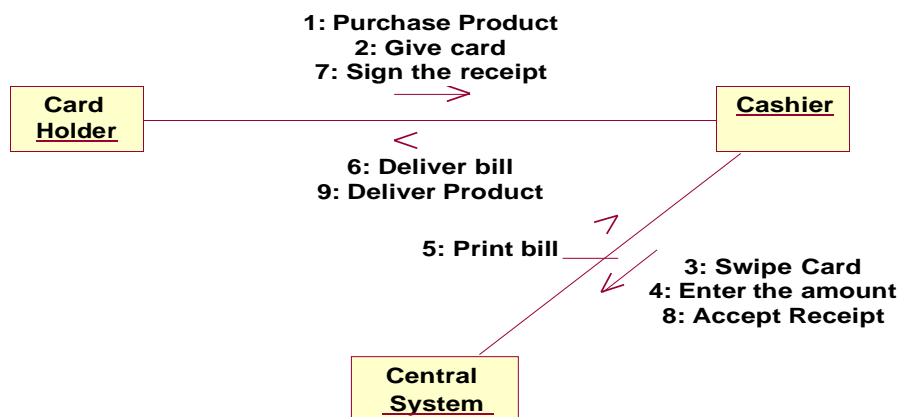 1: Purchase Product
2: Give card
7: Sign the receipt
Card
Holder
Cashier
6: Deliver bill
9: Deliver Product
5: Print bill
3: Swipe Card
4: Enter the amount
8: Accept Receipt
Central
System